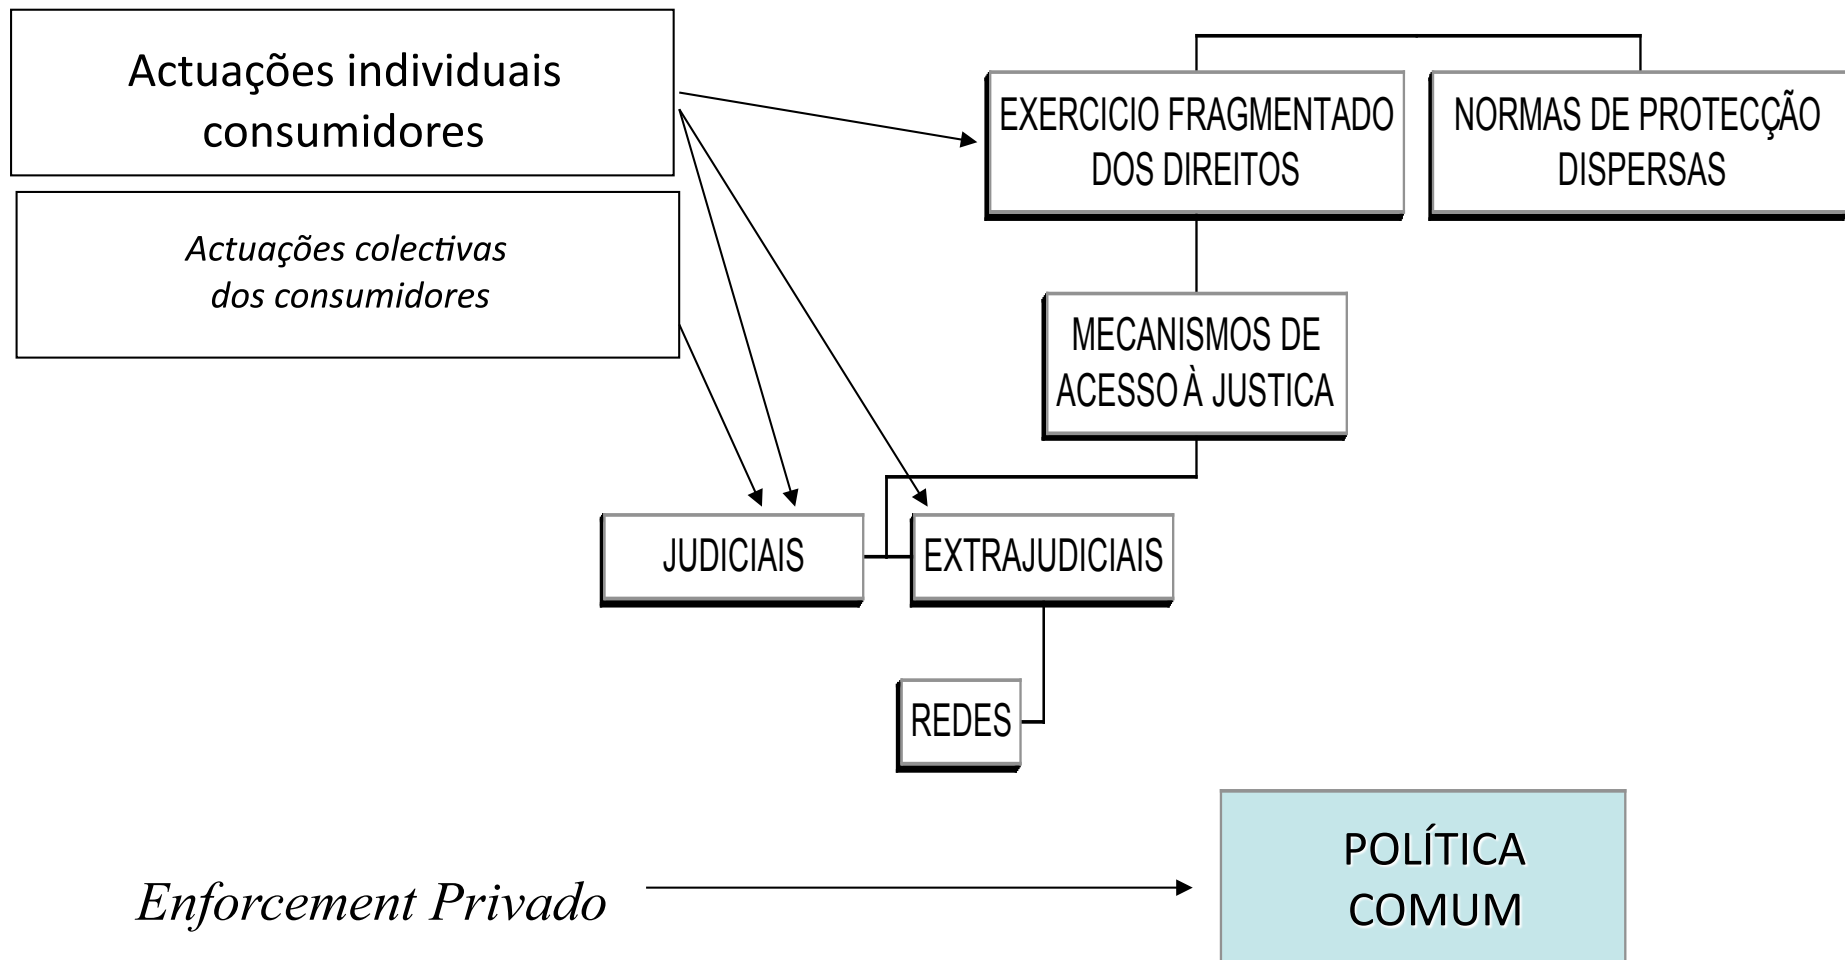 Actuações individuais
consumidores
Actuações colectivas
dos consumidores
EXERCICIO FRAGMENTADO
DOS DIREITOS
NORMAS DE PROTECÇÃO
DISPERSAS
MECANISMOS DE
ACESSO À JUSTICA
JUDICIAIS
EXTRAJUDICIAIS
REDES
Enforcement Privado
POLÍTICA
COMUM